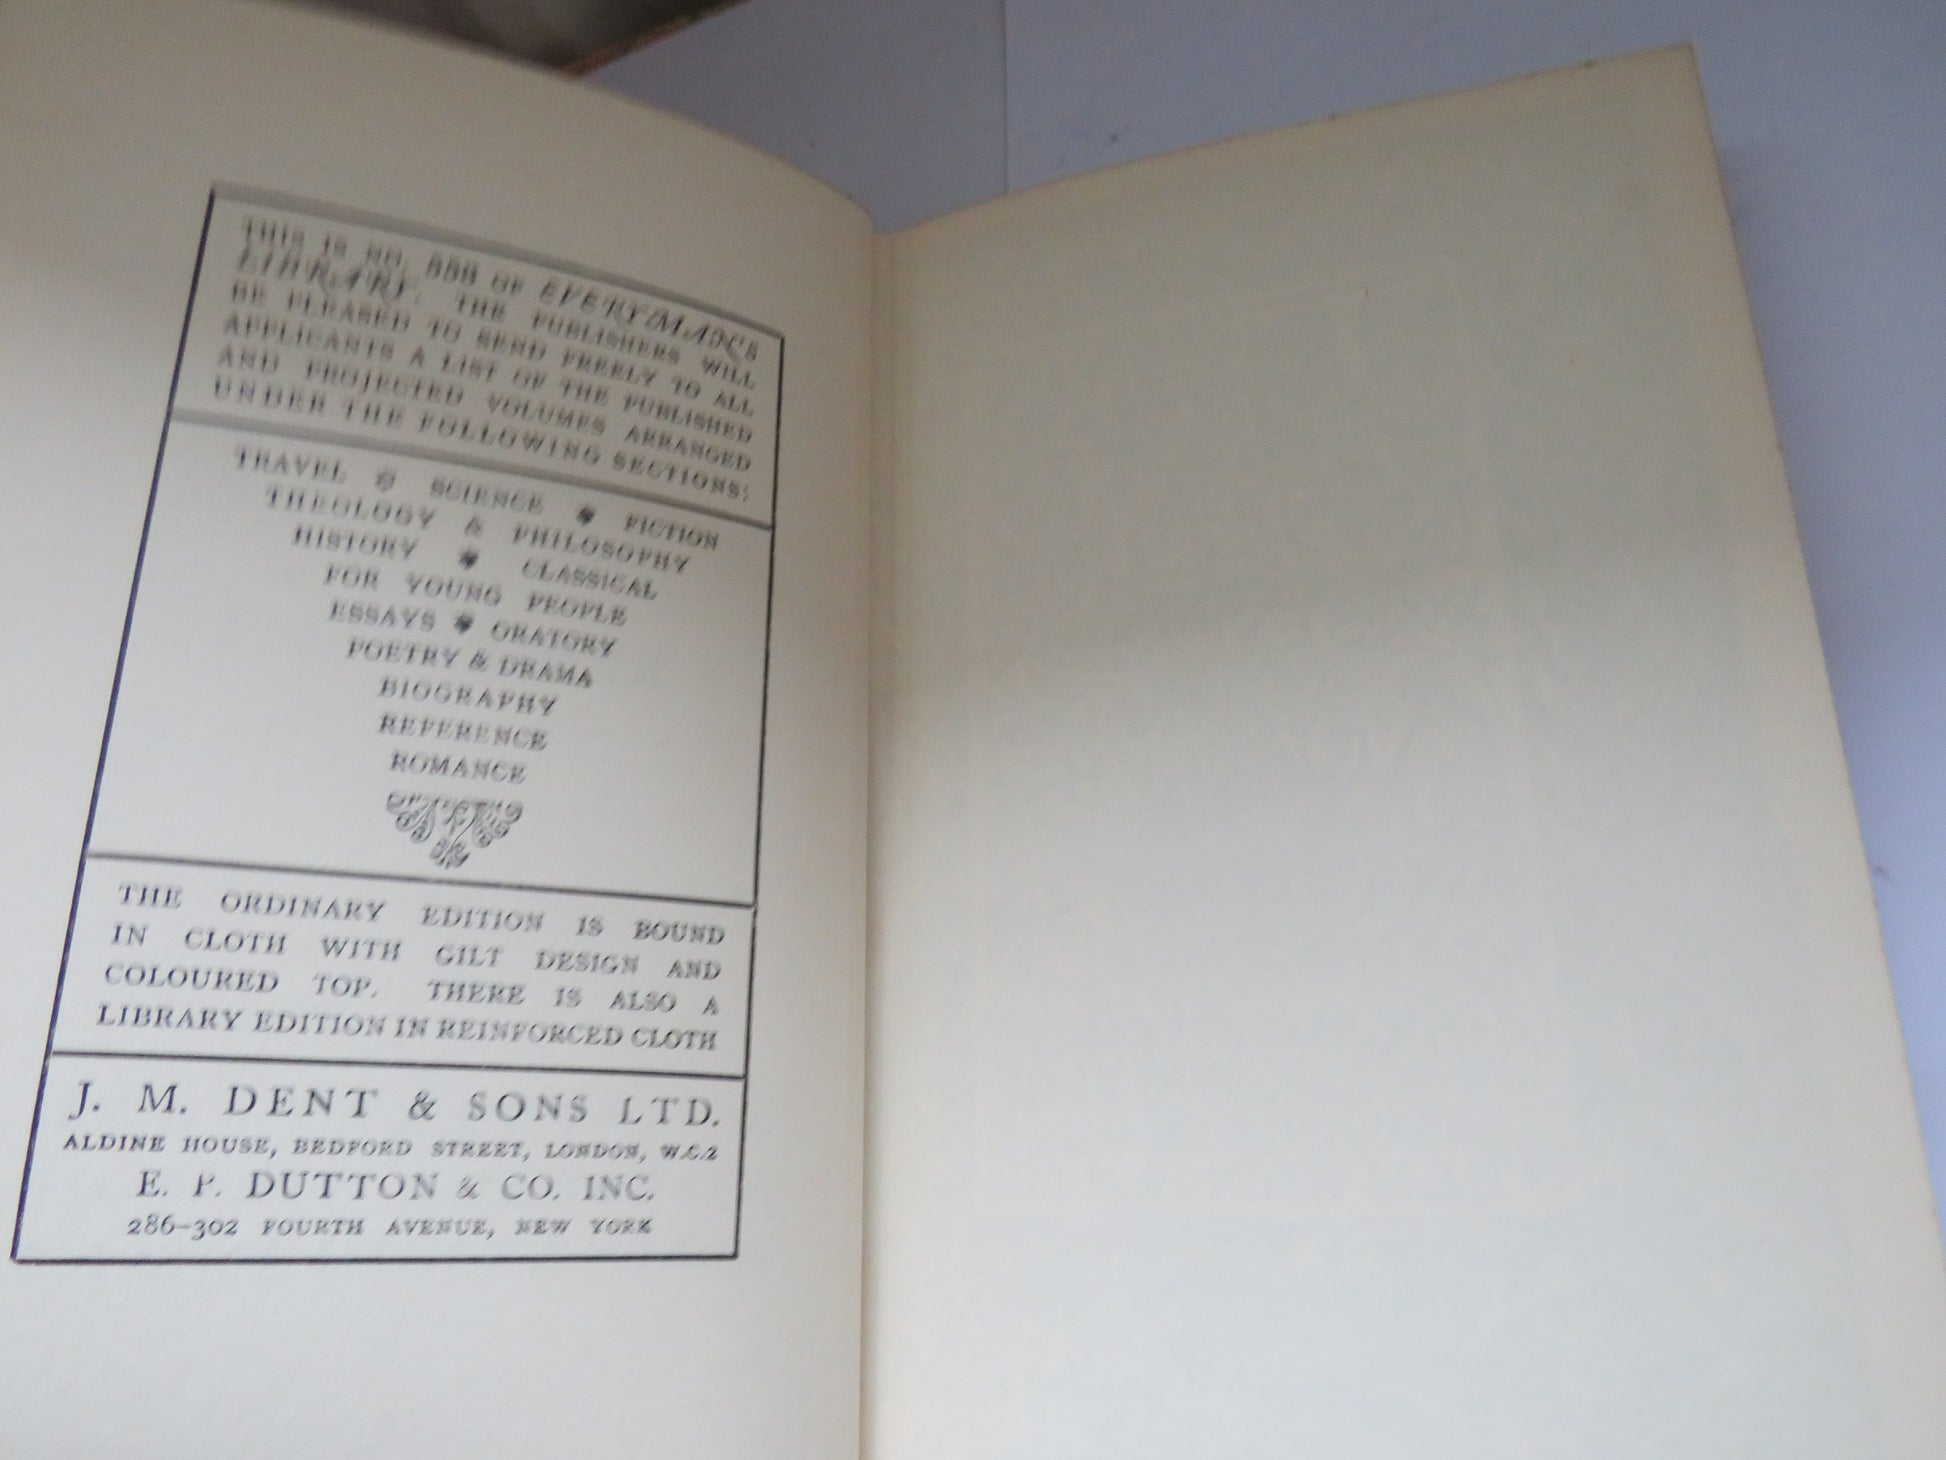 THIS IS NO. OF EVERYMAN'S
LIBRARY. THE PUBLISHERS WILL
BE PLEASED TO SEND FREELY TO ALL
APPLICANTS A LIST OF THE PUBLISHED
AND PROJECTED VOLUMES ARRANGED
UNDER THE FOLLOWING SECTIONS:
TRAVEL SCIENCE FICTION
THEOLOGY & PHILOSOPHY
HISTORY CLASSICAL
FOR YOUNG PEOPLE
ESSAYS ORATORY
POETRY & DRAMA
BIOGRAPHY
REFERENCE
ROMANCE
THE ORDINARY EDITION IS BOUND
IN CLOTH WITH GILT DESIGN AND
COLOURED TOP. THERE IS ALSO A
LIBRARY EDITION IN REINFORCED CLOTH
J. M. DENT & SONS LTD.
ALDINE HOUSE, BEDFORD STREET, LONDON, W.C.2
E. P. DUTTON & CO. INC.
286-302 FOURTH AVENUE, NEW YORK